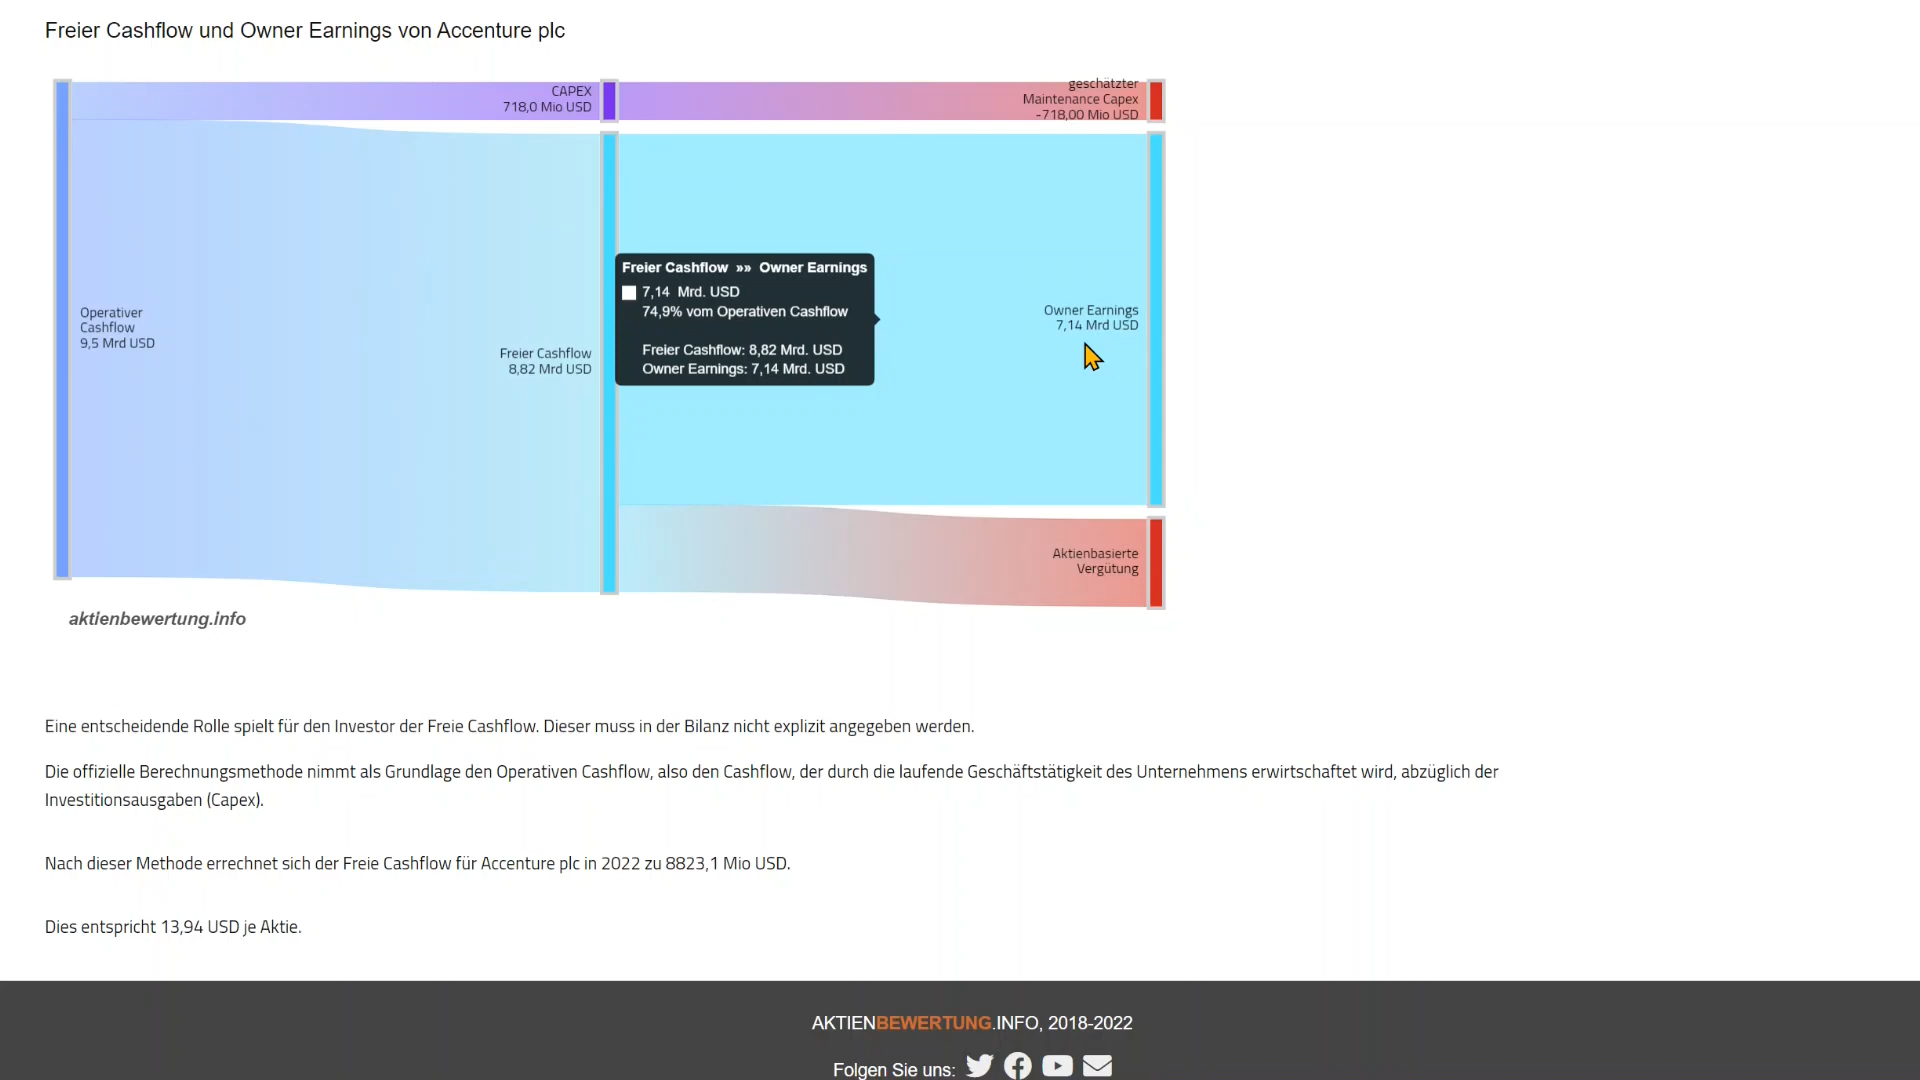 Freier Cashflow und Owner Earnings von Accenture plc
CAPEX
718,0 Mio USD
geschätzter
Maintenance Capex
-718,00 Mio USD
Operativer
Cashflow
9,5 Mrd USD
Freier Cashflow
8,82 Mrd USD
Freier Cashflow »» Owner Earnings
7,14 Mrd. USD
74,9% vom Operativen Cashflow
Freier Cashflow: 8,82 Mrd. USD
Owner Earnings: 7,14 Mrd. USD
Owner Earnings
7,14 Mrd USD
Aktienbasierte
Vergütung
aktienbewertung.info
Eine entscheidende Rolle spielt für den Investor der Freie Cashflow. Dieser muss in der Bilanz nicht explizit angegeben werden.
Die offizielle Berechnungsmethode nimmt als Grundlage den Operativen Cashflow, also den Cashflow, der durch die laufende Geschäftstätigkeit des Unternehmens erwirtschaftet wird, abzüglich der
Investitionsausgaben (Capex).
Nach dieser Methode errechnet sich der Freie Cashflow für Accenture plc in 2022 zu 8823,1 Mio USD.
Dies entspricht 13,94 USD je Aktie.
AKTIENBEWERTUNG.INFO, 2018-2022
Folgen Sie uns: